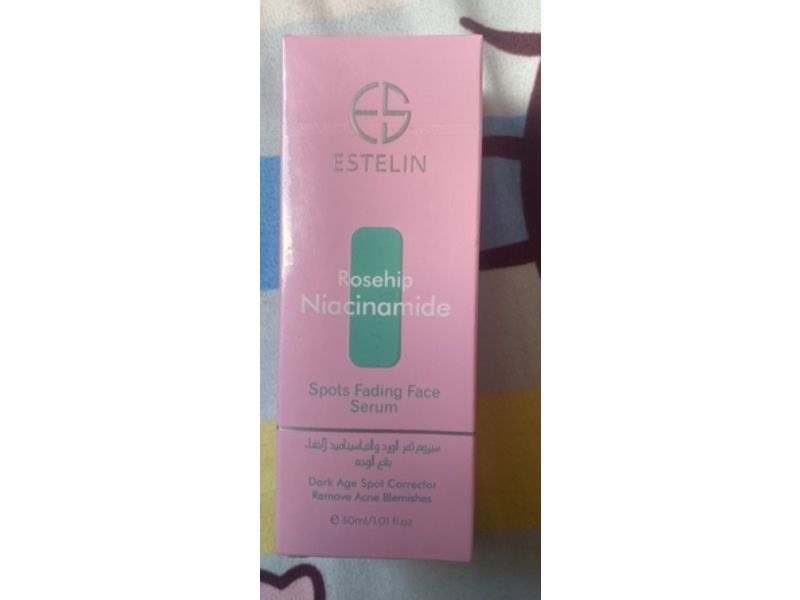 ES
ESTELIN
Rosehip
Niacinamide
Spots Fading Face
Serum
سيروم ثمر الورد والنياسيناميد لإخفاء
بقع الوجه
Dark Age Spot Corrector
Remove Acne Blemishes
℮ 30ml/1.01 fl.oz